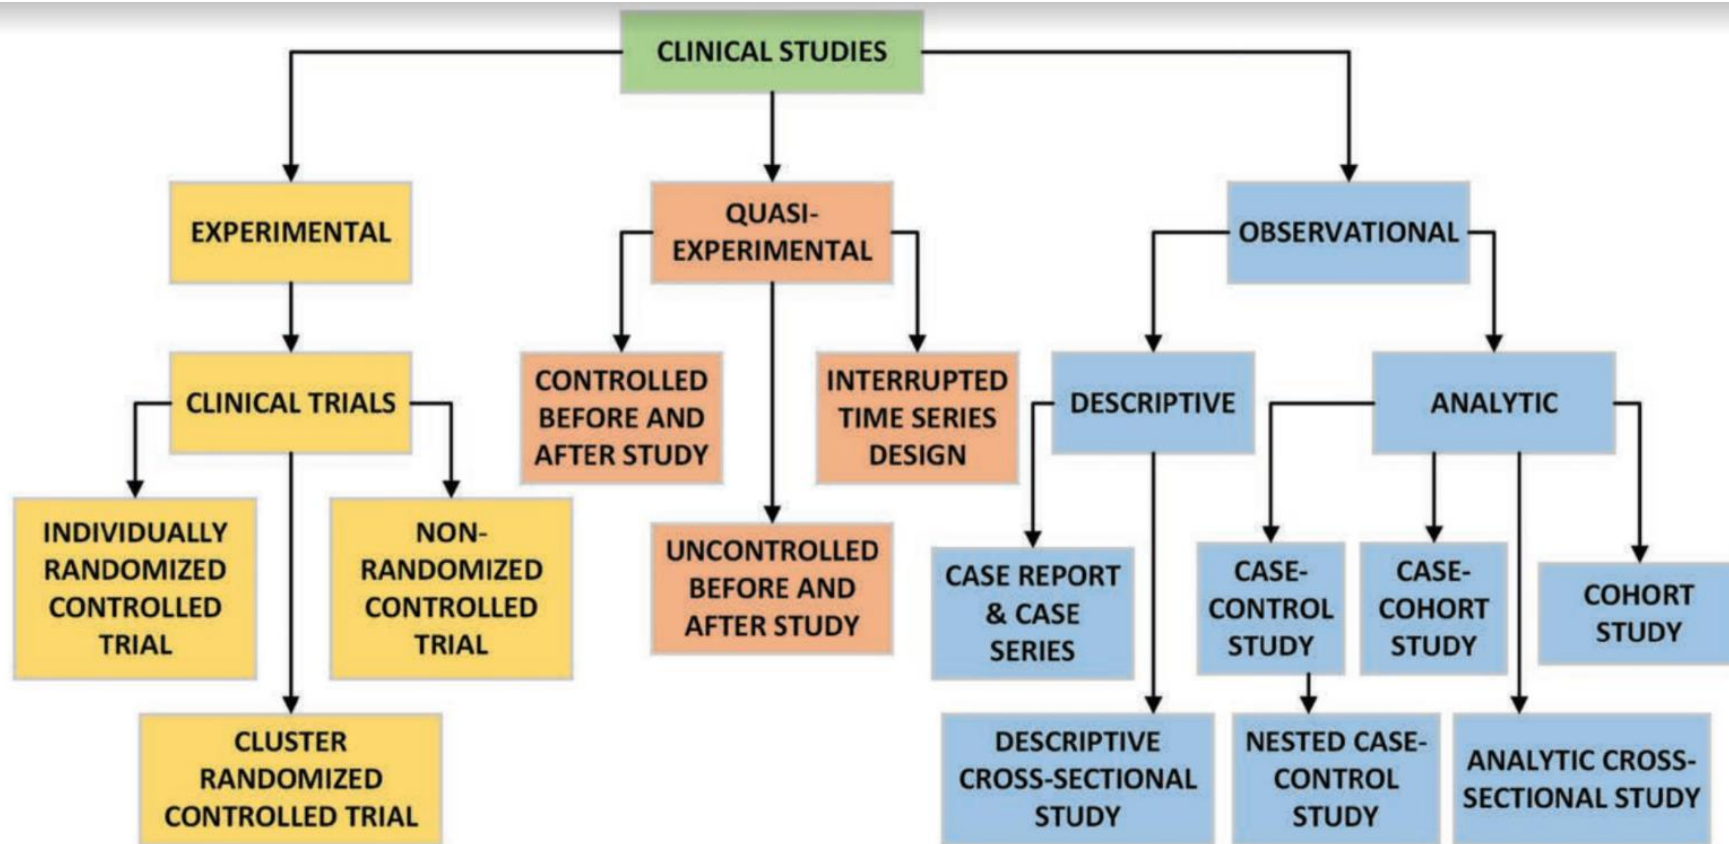 CLINICAL STUDIES
EXPERIMENTAL
QUASI-
EXPERIMENTAL
OBSERVATIONAL
CLINICAL TRIALS
CONTROLLED
BEFORE AND
AFTER STUDY
INTERRUPTED
TIME SERIES
DESIGN
DESCRIPTIVE
ANALYTIC
INDIVIDUALLY
RANDOMIZED
CONTROLLED
TRIAL
NON-
RANDOMIZED
CONTROLLED
TRIAL
UNCONTROLLED
BEFORE AND
AFTER STUDY
CASE REPORT
& CASE
SERIES
CASE-
CONTROL
STUDY
CASE-
COHORT
STUDY
COHORT
STUDY
CLUSTER
RANDOMIZED
CONTROLLED TRIAL
DESCRIPTIVE
CROSS-SECTIONAL
STUDY
NESTED CASE-
CONTROL
STUDY
ANALYTIC CROSS-
SECTIONAL STUDY